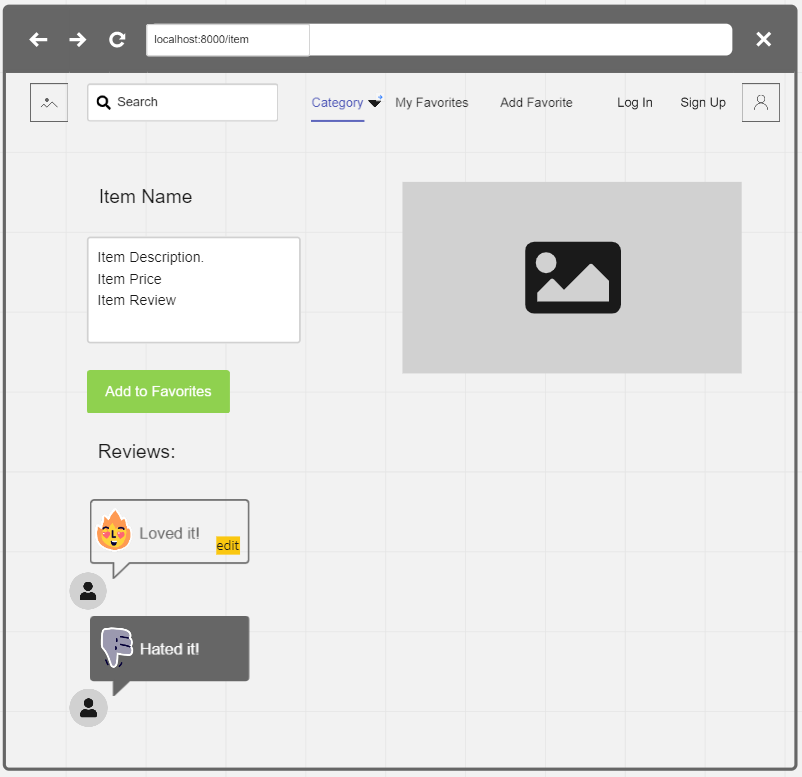 localhost:8000/item
Search
Category
My Favorites
Add Favorite
Log In
Sign Up
Item Name
Item Description.
Item Price
Item Review
Add to Favorites
Reviews:
Loved it!
edit
Hated it!